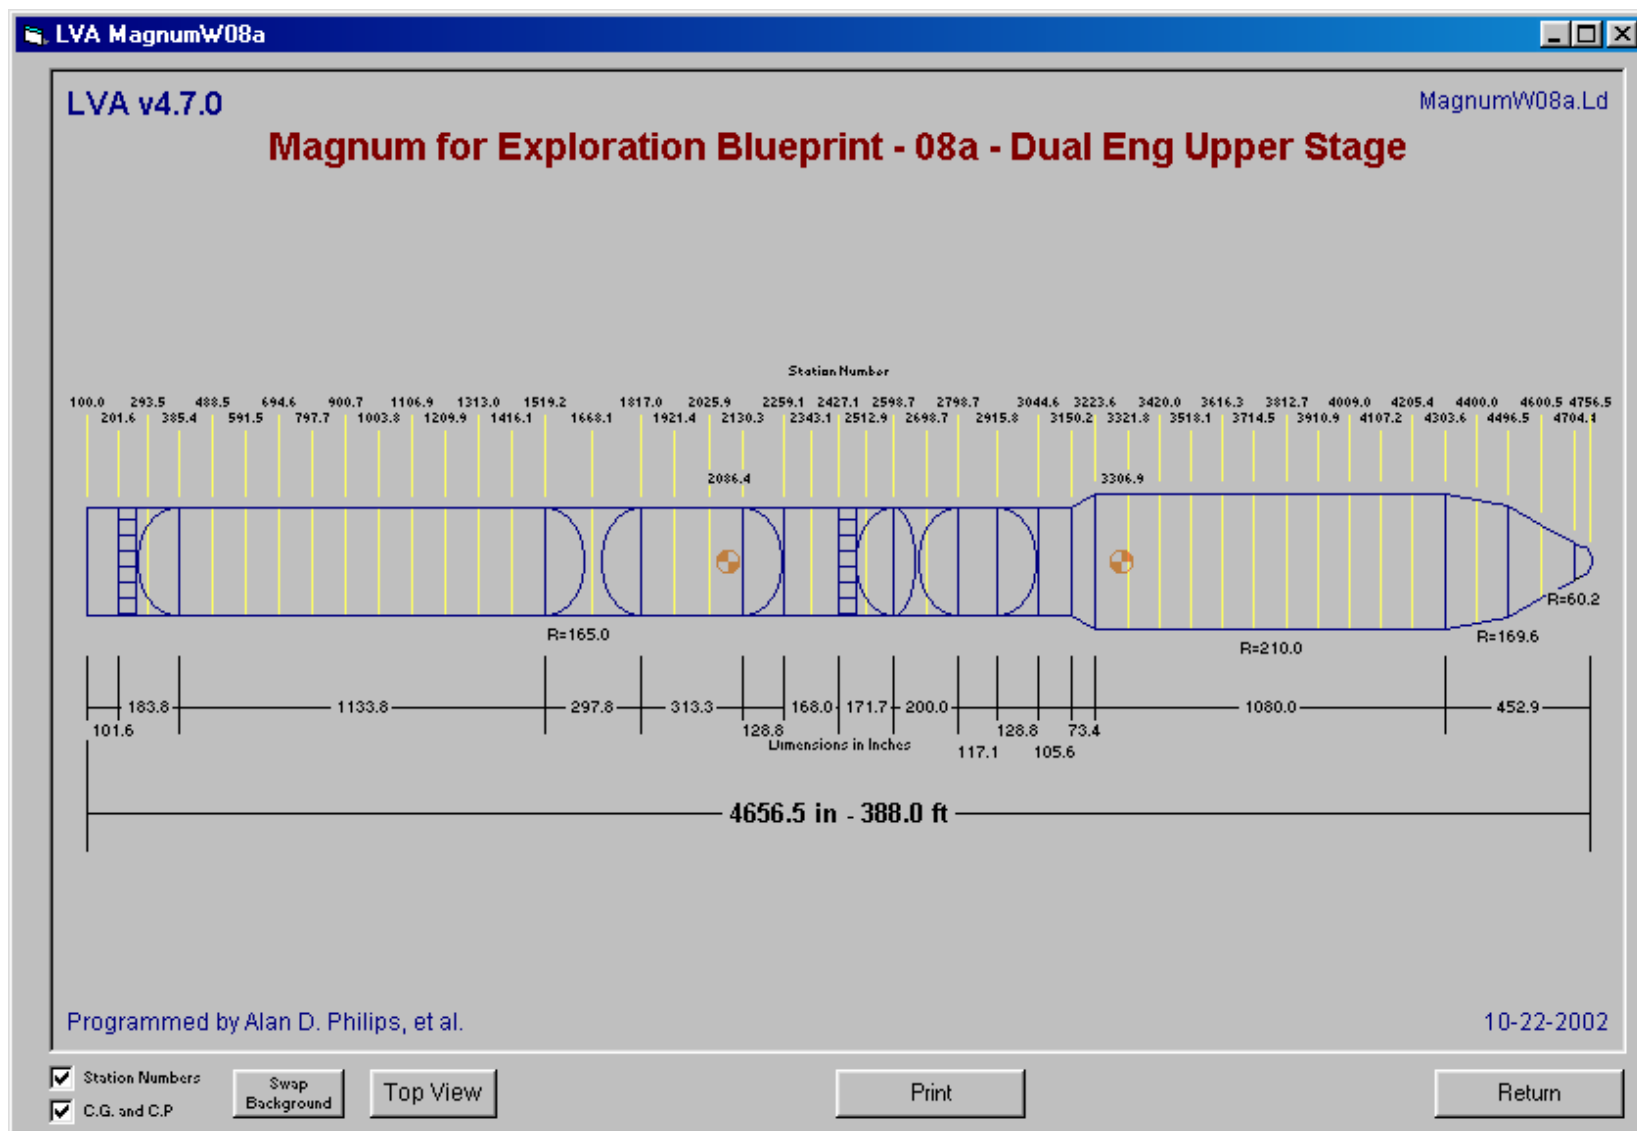 LVA MagnumW08a
LVA v4.7.0 MagnumW08a.Ld
Magnum for Exploration Blueprint - 08a - Dual Eng Upper Stage
Station Number
100.0 293.5 488.5 694.6 900.7 1106.9 1313.0 1519.2 1817.0 2025.9 2259.1 2427.1 2598.7 2798.7 3044.6 3223.6 3420.0 3616.3 3812.7 4009.0 4205.4 4400.0 4600.5 4756.5
201.6 385.4 591.5 797.7 1003.8 1209.9 1416.1 1668.1 1921.4 2130.3 2343.1 2512.9 2698.7 2915.8 3150.2 3321.8 3518.1 3714.5 3910.9 4107.2 4303.6 4496.5 4704.1
2086.4 3306.9
R=60.2
R=165.0 R=169.6
R=210.0
183.8 1133.8 297.8 313.3 168.0 171.7 200.0 1080.0 452.9
101.6 128.8 128.8 73.4
Dimensions in Inches
117.1 105.6
4656.5 in - 388.0 ft
Programmed by Alan D. Philips, et al. 10-22-2002
Station Numbers
C.G. and C.P
Swap
Background
Top View
Print
Return